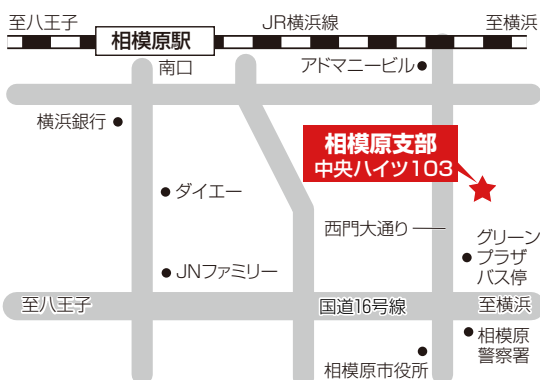 至八王子
JR横浜線
至横浜
相模原駅
南口
アドマニービル
横浜銀行
相模原支部
中央ハイツ103
ダイエー
西門大通り
グリーン
プラザ
バス停
JNファミリー
至八王子
国道16号線
至横浜
相模原
警察署
相模原市役所